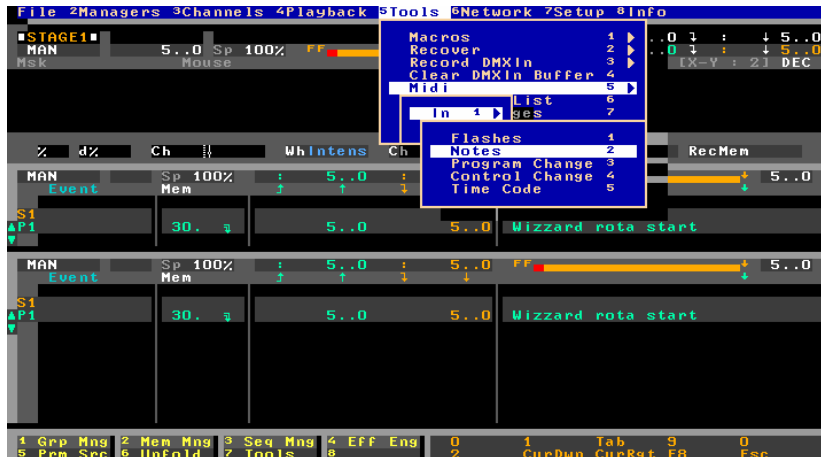 File 2Managers 3Channels 4Playback 5Tools 6Network 7Setup 8Info
STAGE1
MAN 5..0 Sp 100% FF
Msk Mouse
Macros 1
Recover 2
Record DMXIn 3
Clear DMXIn Buffer 4
Midi 5
List 6
ges 7
In 1
Flashes 1
Notes 2
Program Change 3
Control Change 4
Time Code 5
..0 : 5..0
..0 : 5..0
[X-Y : 2] DEC
% d% Ch WhIntens Ch RecMem
MAN Sp 100% : 5..0 : 5..0
Event Mem
S1
P1 30. 5..0 5..0 Wizzard rota start
MAN Sp 100% : 5..0 : 5..0 FF 5..0
Event Mem
S1
P1 30. 5..0 5..0 Wizzard rota start
1 Grp Mng 2 Mem Mng 3 Seq Mng 4 Eff Eng 0 1 Tab 9 0
5 Prm Src 6 Unfold 7 Tools 8 2 CurDwn CurRgt F8 Esc